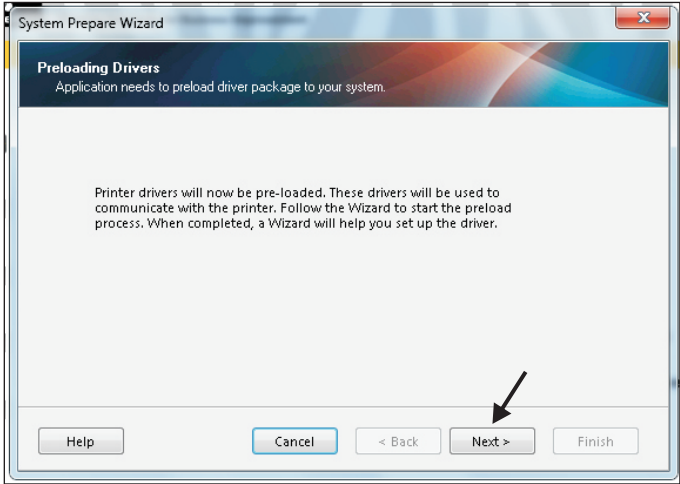 System Prepare Wizard
Preloading Drivers
Application needs to preload driver package to your system.
Printer drivers will now be pre-loaded. These drivers will be used to
communicate with the printer. Follow the Wizard to start the preload
process. When completed, a Wizard will help you set up the driver.
Help Cancel < Back Next > Finish